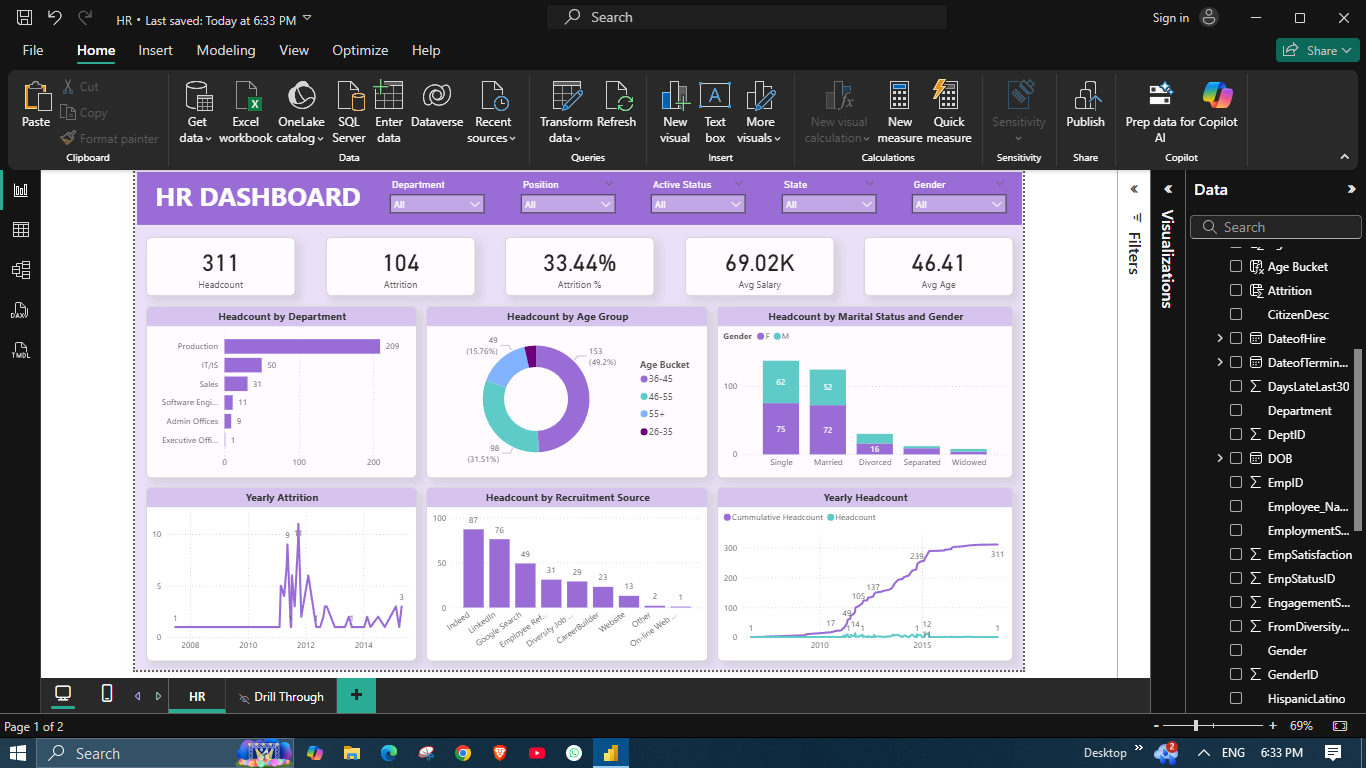 HR • Last saved: Today at 6:33 PM
Search
Sign in
File Home Insert Modeling View Optimize Help
Share
Paste
Cut
Copy
Format painter
Clipboard
Get data
Excel workbook
OneLake catalog
SQL Server
Enter data
Dataverse
Recent sources
Data
Transform data
Refresh
Queries
New visual
Text box
More visuals
Insert
New visual calculation
New measure
Quick measure
Calculations
Sensitivity
Sensitivity
Publish
Share
Prep data for AI
Copilot
Copilot
HR DASHBOARD
Department
All
Position
All
Active Status
All
State
All
Gender
All
311
Headcount
104
Attrition
33.44%
Attrition %
69.02K
Avg Salary
46.41
Avg Age
Headcount by Department
Production 209
IT/IS 50
Sales 31
Software Engi... 11
Admin Offices 9
Executive Offi... 1
0 100 200
Headcount by Age Group
49
(15.76%)
153
(49.2%)
98
(31.51%)
Age Bucket
36-45
46-55
55+
26-35
Headcount by Marital Status and Gender
Gender F M
100
0
62
75
52
72
16
Single Married Divorced Separated Widowed
Yearly Attrition
10
5
0
1
9
11
1
1
3
2008 2010 2012 2014
Headcount by Recruitment Source
100
50
0
87 76 49 31 29 23 13 2 1
Indeed
LinkedIn
Google Search
Employee Ref...
Diversity Job ...
CareerBuilder
Website
Other
On-line Web ...
Yearly Headcount
Cummulative Headcount Headcount
300
200
100
0
1
17
49
105
137
239
311
14
1
1
12
1
2010 2015
Filters
Visualizations
Data
Search
Age Bucket
Attrition
CitizenDesc
DateofHire
DateofTermin...
DaysLateLast30
Department
DeptID
DOB
EmpID
Employee_Na...
EmploymentS...
EmpSatisfaction
EmpStatusID
EngagementS...
FromDiversity...
Gender
GenderID
HispanicLatino
HR
Drill Through
+
Page 1 of 2
- + 69%
Search
Desktop
2
ENG
6:33 PM